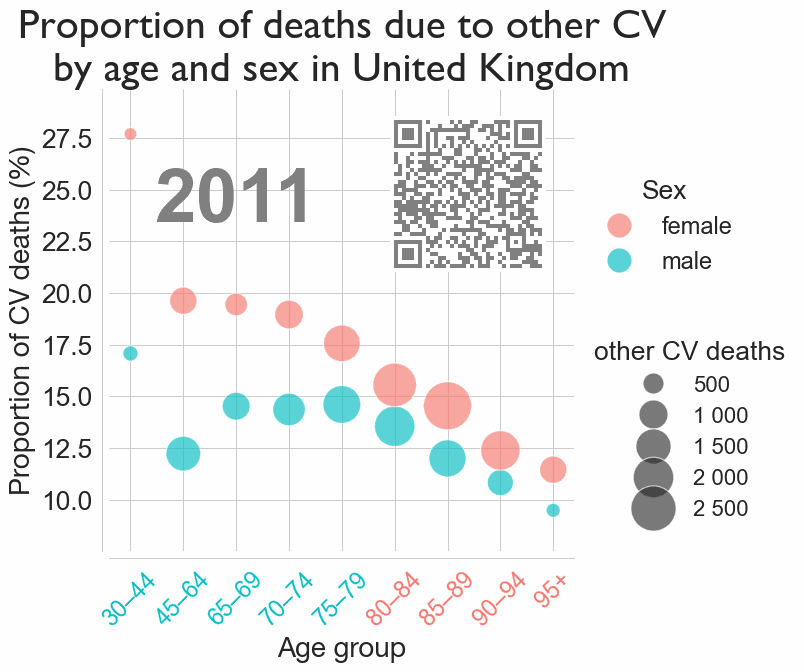 Proportion of deaths due to other CV
by age and sex in United Kingdom
Proportion of CV deaths (%)
27.5
25.0
22.5
20.0
17.5
15.0
12.5
10.0
2011
Sex
female
male
other CV deaths
500
1 000
1 500
2 000
2 500
30–44
45–64
65–69
70–74
75–79
80–84
85–89
90–94
95+
Age group